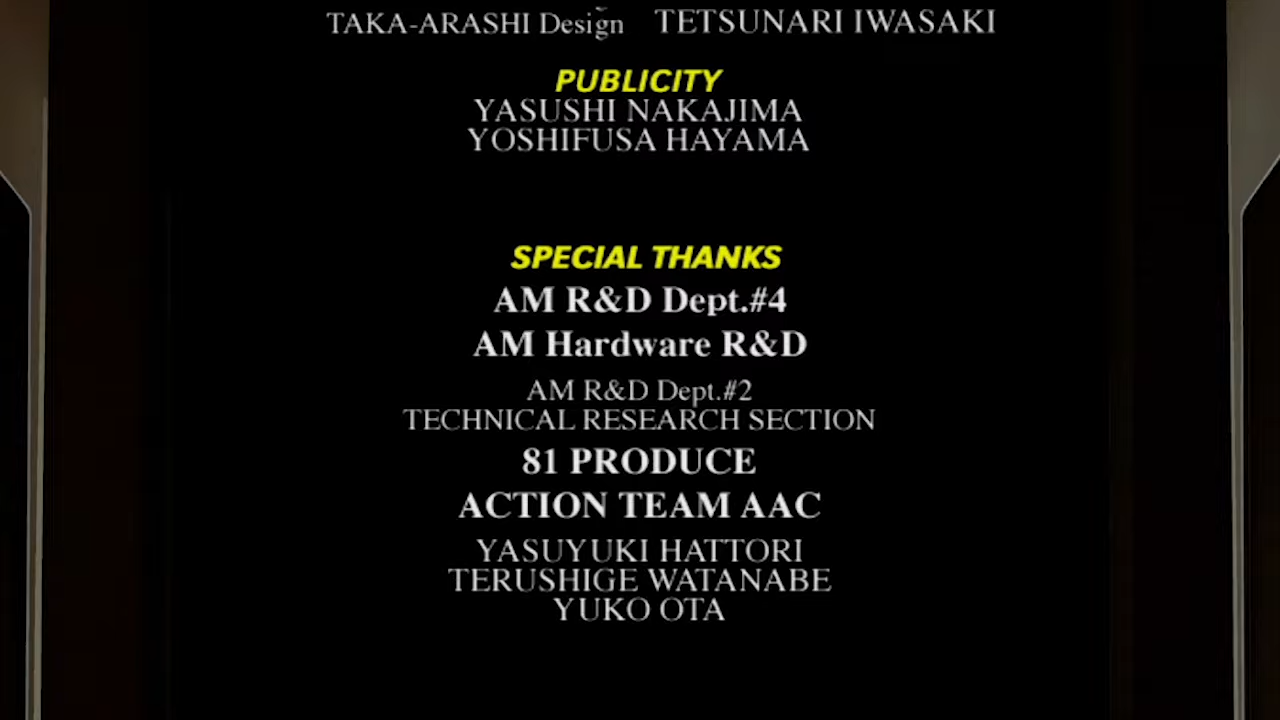 TAKA-ARASHI Design TETSUNARI IWASAKI
PUBLICITY
YASUSHI NAKAJIMA
YOSHIFUSA HAYAMA
SPECIAL THANKS
AM R&D Dept.#4
AM Hardware R&D
AM R&D Dept.#2
TECHNICAL RESEARCH SECTION
81 PRODUCE
ACTION TEAM AAC
YASUYUKI HATTORI
TERUSHIGE WATANABE
YUKO OTA